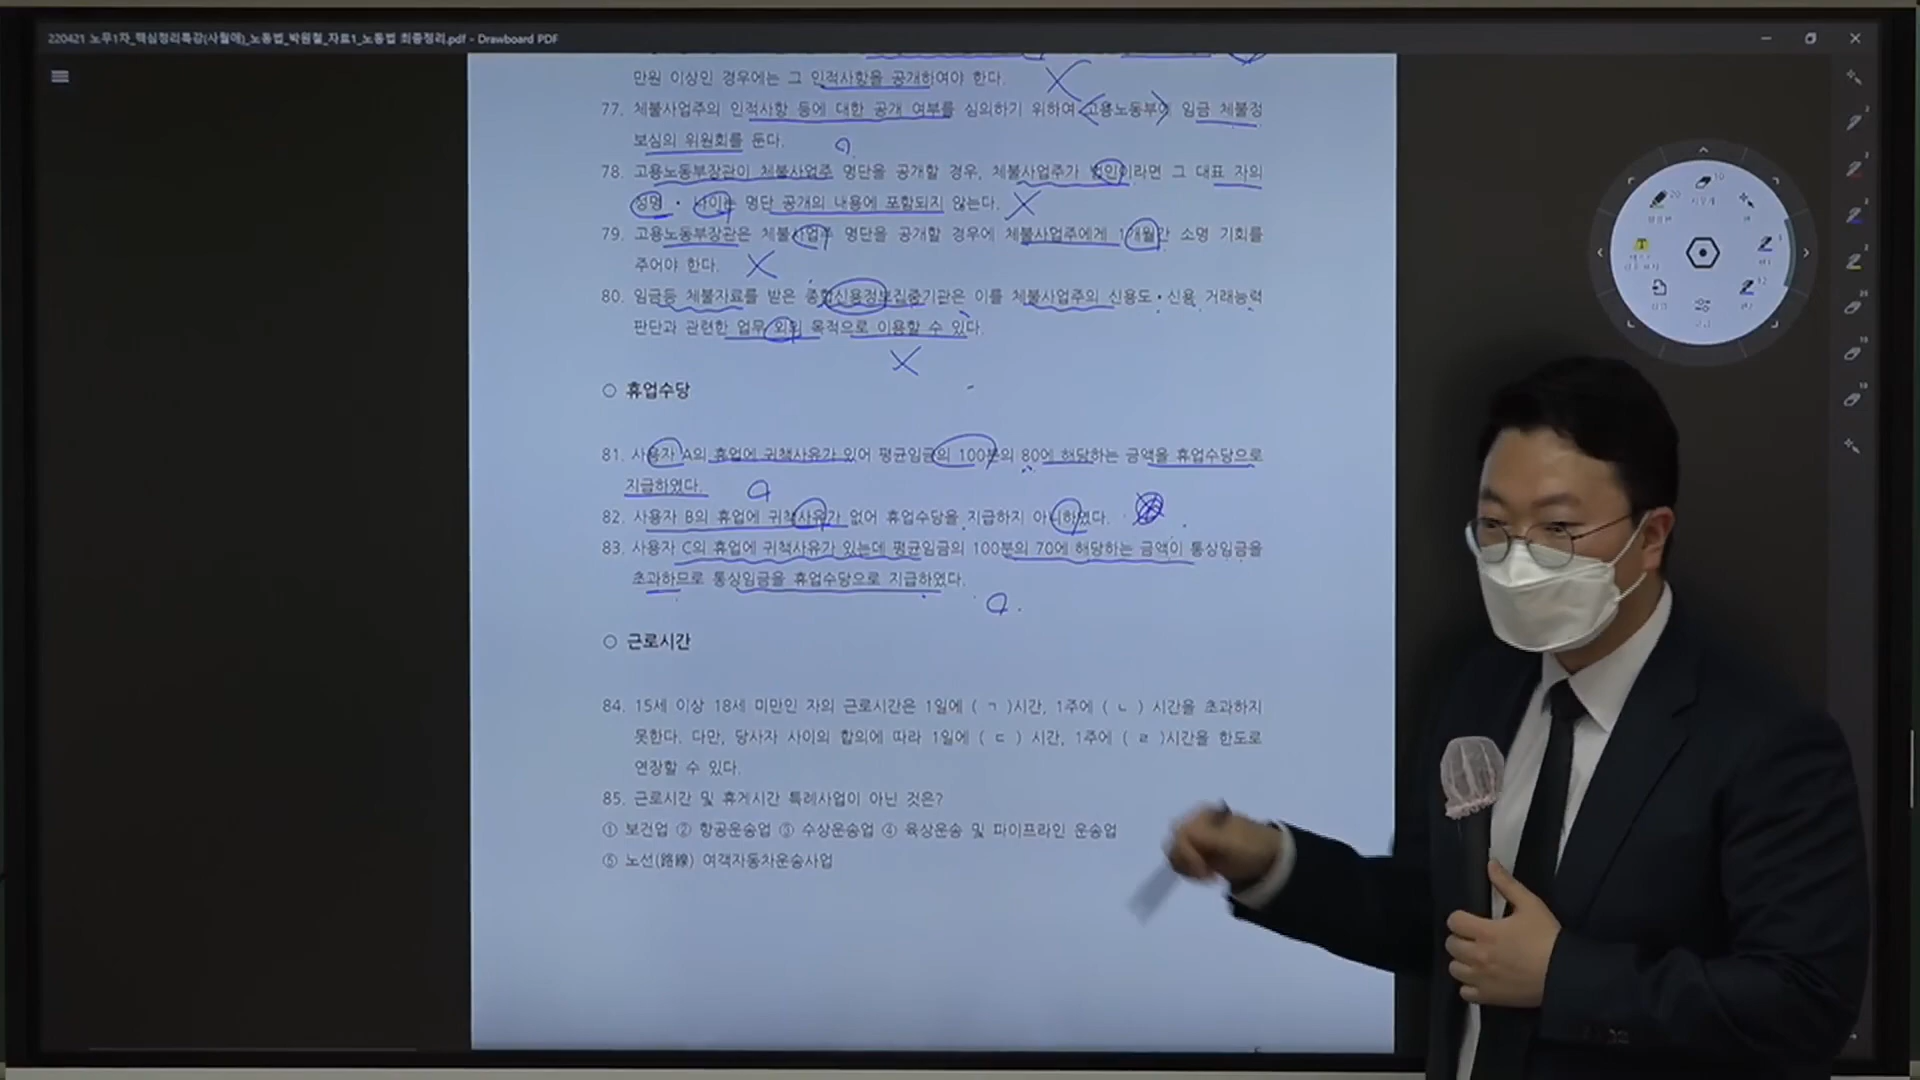 220421 노무1차_핵심정리특강(사월애)_노동법_박원철_자료1_노동법 최종정리.pdf - Drawboard PDF
만원 이상인 경우에는 그 인적사항을 공개하여야 한다.
77. 체불사업주의 인적사항 등에 대한 공개 여부를 심의하기 위하여 고용노동부에 임금 체불정
보심의 위원회를 둔다.
78. 고용노동부장관이 체불사업주 명단을 공개할 경우, 체불사업주가 법인이라면 그 대표 자의
성명 · 나이는 명단 공개의 내용에 포함되지 않는다.
79. 고용노동부장관은 체불사업주 명단을 공개할 경우에 체불사업주에게 1개월간 소명 기회를
주어야 한다.
80. 임금등 체불자료를 받은 종합신용정보집중기관은 이를 체불사업주의 신용도·신용 거래능력
판단과 관련한 업무 외의 목적으로 이용할 수 있다.
○ 휴업수당
81. 사용자 A의 휴업에 귀책사유가 있어 평균임금의 100분의 80에 해당하는 금액을 휴업수당으로
지급하였다.
82. 사용자 B의 휴업에 귀책사유가 없어 휴업수당을 지급하지 아니하였다.
83. 사용자 C의 휴업에 귀책사유가 있는데 평균임금의 100분의 70에 해당하는 금액이 통상임금을
초과하므로 통상임금을 휴업수당으로 지급하였다.
○ 근로시간
84. 15세 이상 18세 미만인 자의 근로시간은 1일에 ( ㄱ )시간, 1주에 ( ㄴ ) 시간을 초과하지
못한다. 다만, 당사자 사이의 합의에 따라 1일에 ( ㄷ ) 시간, 1주에 ( ㄹ )시간을 한도로
연장할 수 있다.
85. 근로시간 및 휴게시간 특례사업이 아닌 것은?
① 보건업 ② 항공운송업 ③ 수상운송업 ④ 육상운송 및 파이프라인 운송업
⑤ 노선(路線) 여객자동차운송사업